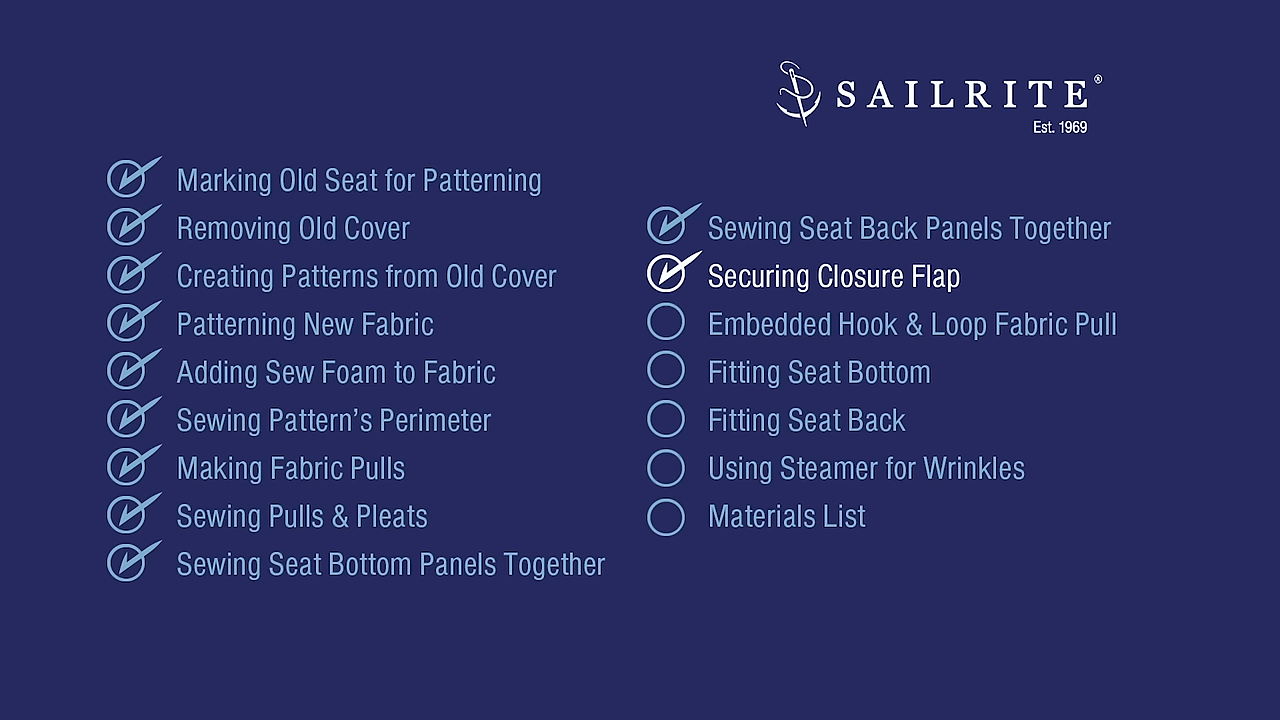 SAILRITE®
Est. 1969
Marking Old Seat for Patterning
Removing Old Cover
Creating Patterns from Old Cover
Patterning New Fabric
Adding Sew Foam to Fabric
Sewing Pattern’s Perimeter
Making Fabric Pulls
Sewing Pulls & Pleats
Sewing Seat Bottom Panels Together
Sewing Seat Back Panels Together
Securing Closure Flap
Embedded Hook & Loop Fabric Pull
Fitting Seat Bottom
Fitting Seat Back
Using Steamer for Wrinkles
Materials List